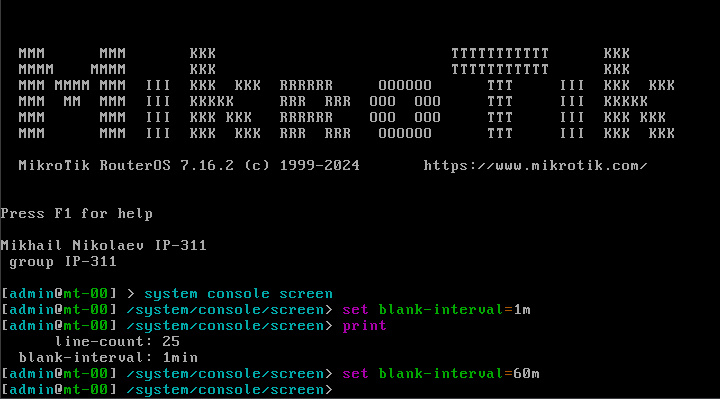 MMM      MMM       KKK                          TTTTTTTTTTT      KKK
MMMM    MMMM       KKK                          TTTTTTTTTTT      KKK
MMM MMMM MMM  III  KKK  KKK  RRRRRR     OOOOOO      TTT     III  KKK  KKK
MMM  MM  MMM  III  KKKKK     RRR  RRR  OOO  OOO     TTT     III  KKKKK
MMM      MMM  III  KKK KKK   RRRRRR    OOO  OOO     TTT     III  KKK KKK
MMM      MMM  III  KKK  KKK  RRR  RRR   OOOOOO      TTT     III  KKK  KKK
MikroTik RouterOS 7.16.2 (c) 1999-2024       https://www.mikrotik.com/
Press F1 for help
Mikhail Nikolaev IP-311
group IP-311
[admin@mt-00] > system console screen
[admin@mt-00] /system/console/screen> set blank-interval=1m
[admin@mt-00] /system/console/screen> print
line-count: 25
blank-interval: 1min
[admin@mt-00] /system/console/screen> set blank-interval=60m
[admin@mt-00] /system/console/screen>